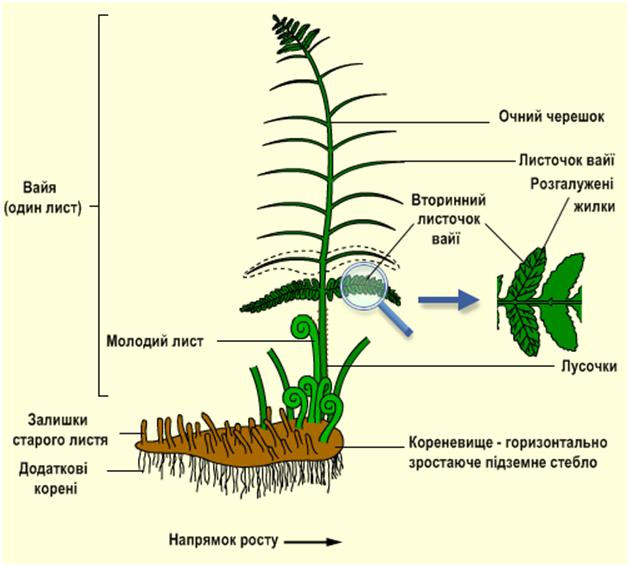 Очний черешок
Листочок вайї
Розгалужені
жилки
Вайя
(один лист)
Вторинний
листочок
вайї
Молодий лист
Лусочки
Залишки
старого листя
Додаткові
корені
Кореневище - горизонтально
зростаюче підземне стебло
Напрямок росту